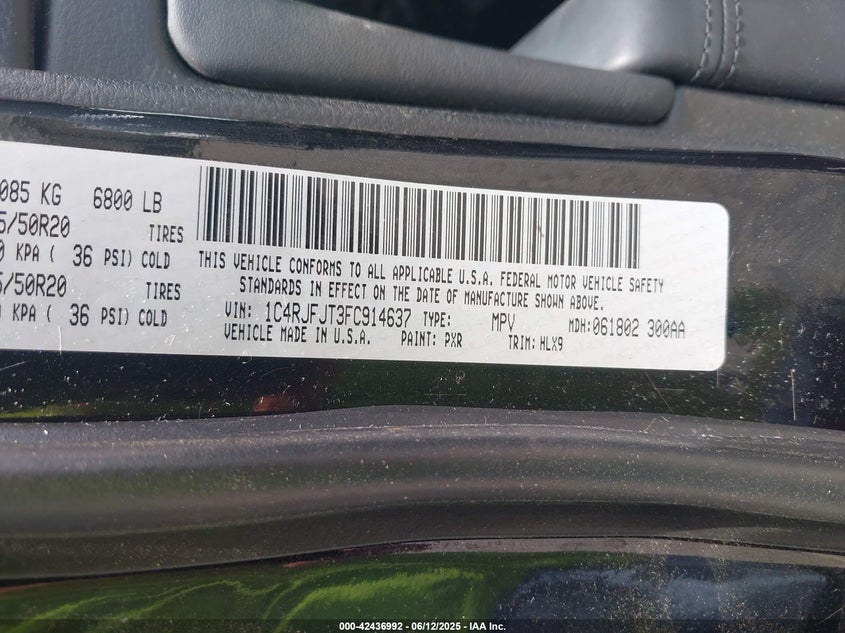 085 KG 6800 LB
5/50R20 TIRES
0 KPA ( 36 PSI) COLD
5/50R20 TIRES
KPA ( 36 PSI) COLD
THIS VEHICLE CONFORMS TO ALL APPLICABLE U.S.A. FEDERAL MOTOR VEHICLE SAFETY
STANDARDS IN EFFECT ON THE DATE OF MANUFACTURE SHOWN ABOVE.
VIN: 1C4RJFJT3FC914637 TYPE: MPV MDH:061802 300AA
VEHICLE MADE IN U.S.A. PAINT: PXR TRIM: HLX9
000-42436992 - 06/12/2025 - IAA Inc.